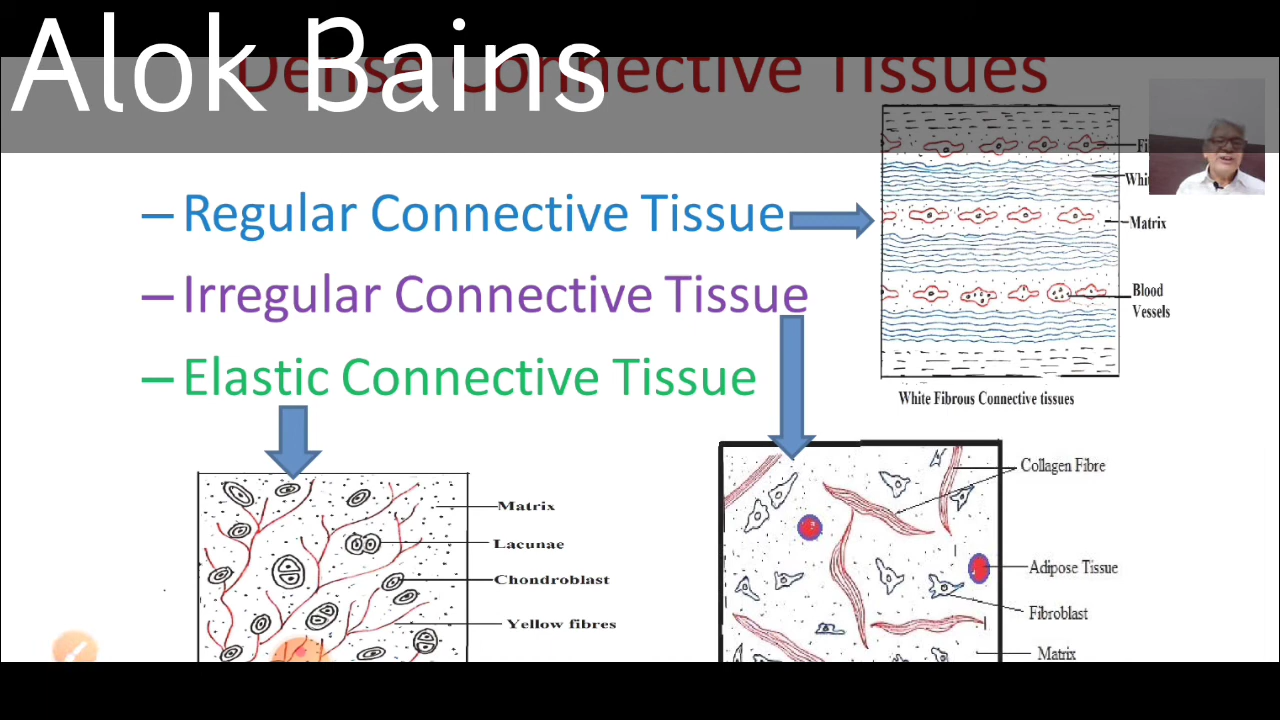 Alok Bains
Dense Connective Tissues
– Regular Connective Tissue
– Irregular Connective Tissue
– Elastic Connective Tissue
Matrix
Blood
Vessels
White Fibrous Connective tissues
Collagen Fibre
Adipose Tissue
Fibroblast
Matrix
Matrix
Lacunae
Chondroblast
Yellow fibres